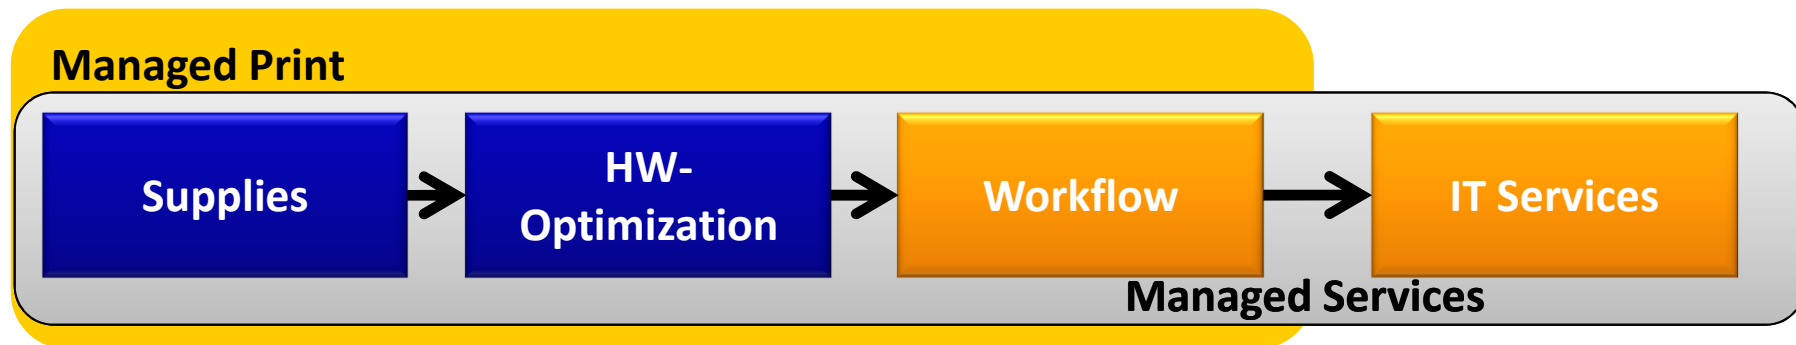 Managed Print
Supplies
HW-
Optimization
Workflow
IT Services
Managed Services